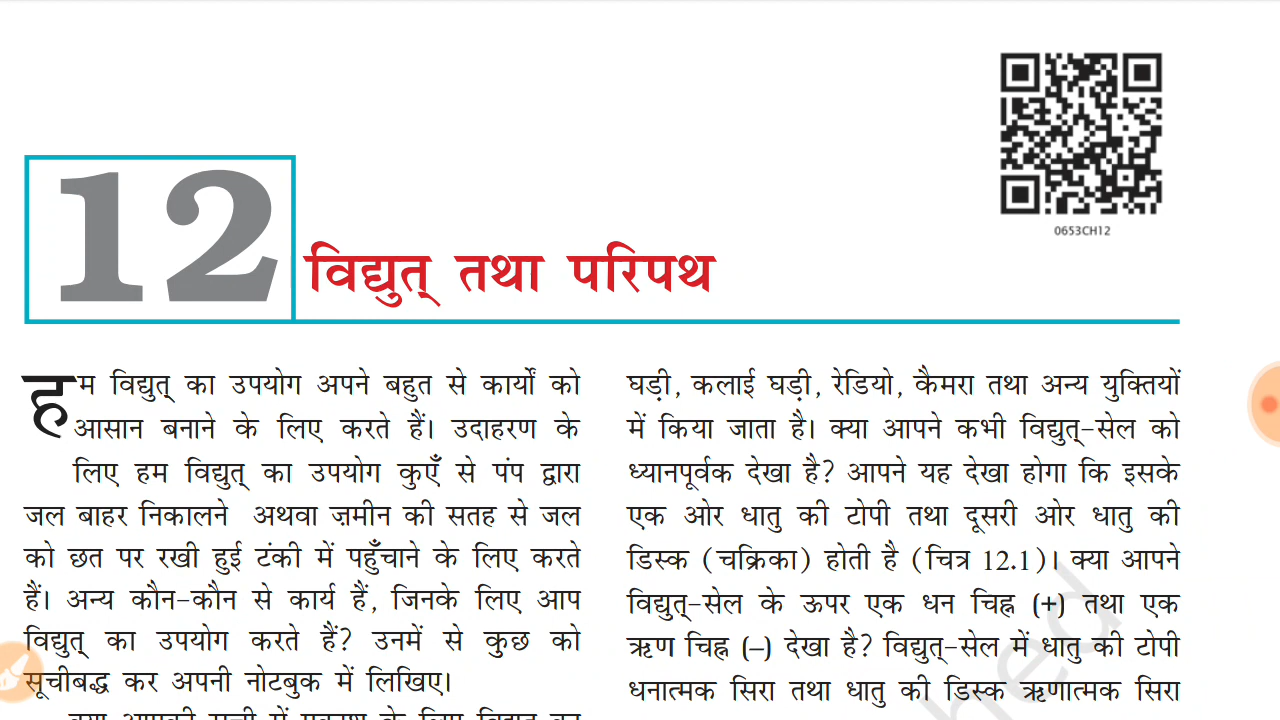 0653CH12
12
विद्युत् तथा परिपथ
हम विद्युत् का उपयोग अपने बहुत से कार्यों को
आसान बनाने के लिए करते हैं। उदाहरण के
लिए हम विद्युत् का उपयोग कुएँ से पंप द्वारा
जल बाहर निकालने अथवा ज़मीन की सतह से जल
को छत पर रखी हुई टंकी में पहुँचाने के लिए करते
हैं। अन्य कौन-कौन से कार्य हैं, जिनके लिए आप
विद्युत् का उपयोग करते हैं? उनमें से कुछ को
सूचीबद्ध कर अपनी नोटबुक में लिखिए।
घड़ी, कलाई घड़ी, रेडियो, कैमरा तथा अन्य युक्तियों
में किया जाता है। क्या आपने कभी विद्युत्-सेल को
ध्यानपूर्वक देखा है? आपने यह देखा होगा कि इसके
एक ओर धातु की टोपी तथा दूसरी ओर धातु की
डिस्क (चक्रिका) होती है (चित्र 12.1)। क्या आपने
विद्युत्-सेल के ऊपर एक धन चिह्न (+) तथा एक
ऋण चिह्न (–) देखा है? विद्युत्-सेल में धातु की टोपी
धनात्मक सिरा तथा धातु की डिस्क ऋणात्मक सिरा